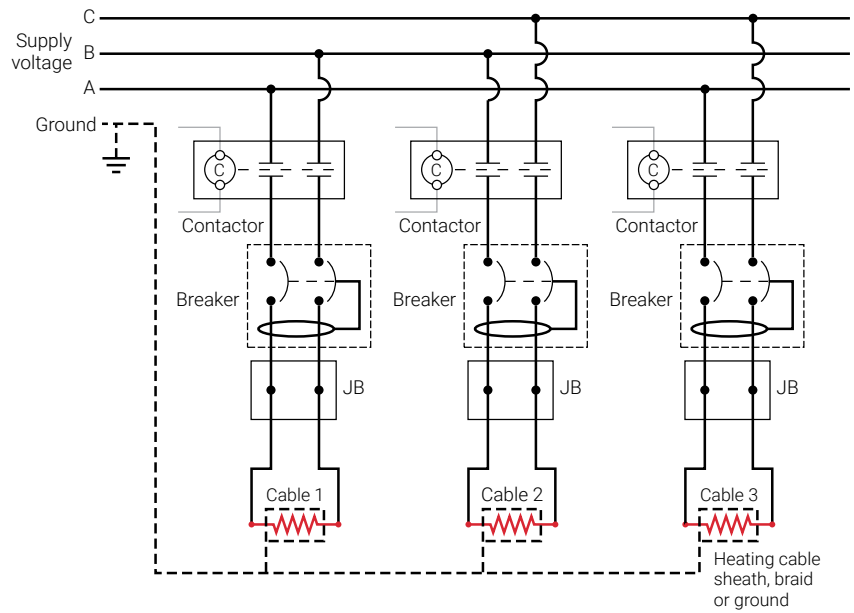 C
Supply
voltage
B
A
Ground
C
C
C
Contactor
Contactor
Contactor
Breaker
Breaker
Breaker
JB
JB
JB
Cable 1
Cable 2
Cable 3
Heating cable
sheath, braid
or ground